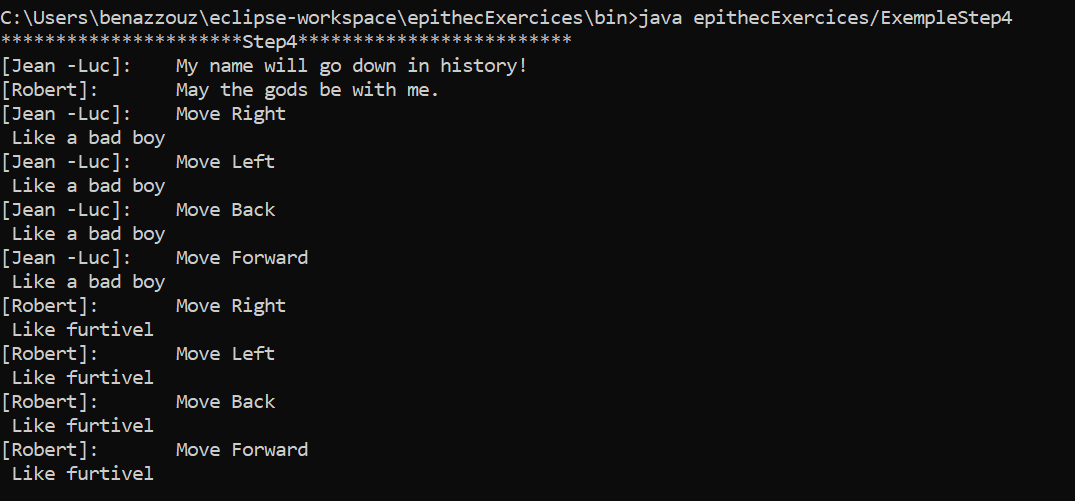 C:\Users\benazzouz\eclipse-workspace\epithecExercices\bin>java epithecExercices/ExempleStep4
**********************Step4*************************
[Jean -Luc]:    My name will go down in history!
[Robert]:       May the gods be with me.
[Jean -Luc]:    Move Right
 Like a bad boy
[Jean -Luc]:    Move Left
 Like a bad boy
[Jean -Luc]:    Move Back
 Like a bad boy
[Jean -Luc]:    Move Forward
 Like a bad boy
[Robert]:       Move Right
 Like furtivel
[Robert]:       Move Left
 Like furtivel
[Robert]:       Move Back
 Like furtivel
[Robert]:       Move Forward
 Like furtivel